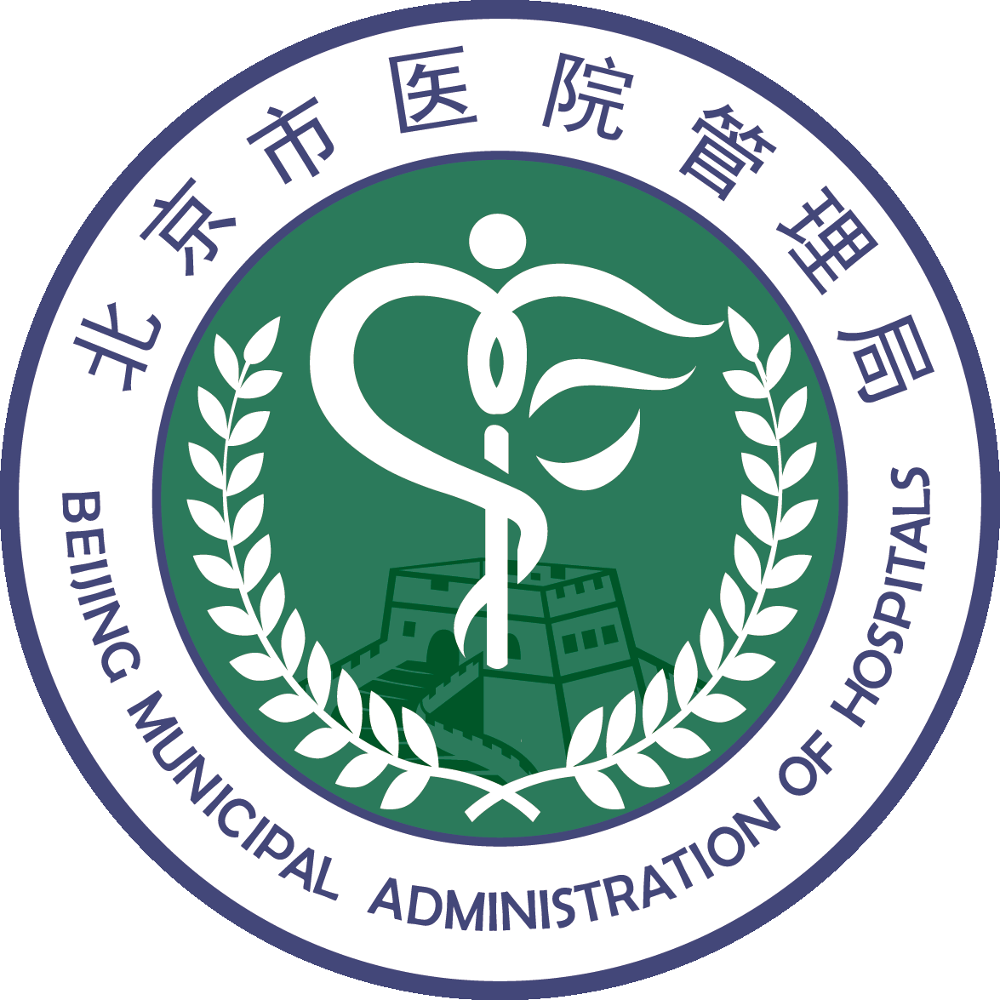 北京市医院管理局
BEIJING MUNICIPAL ADMINISTRATION OF HOSPITALS